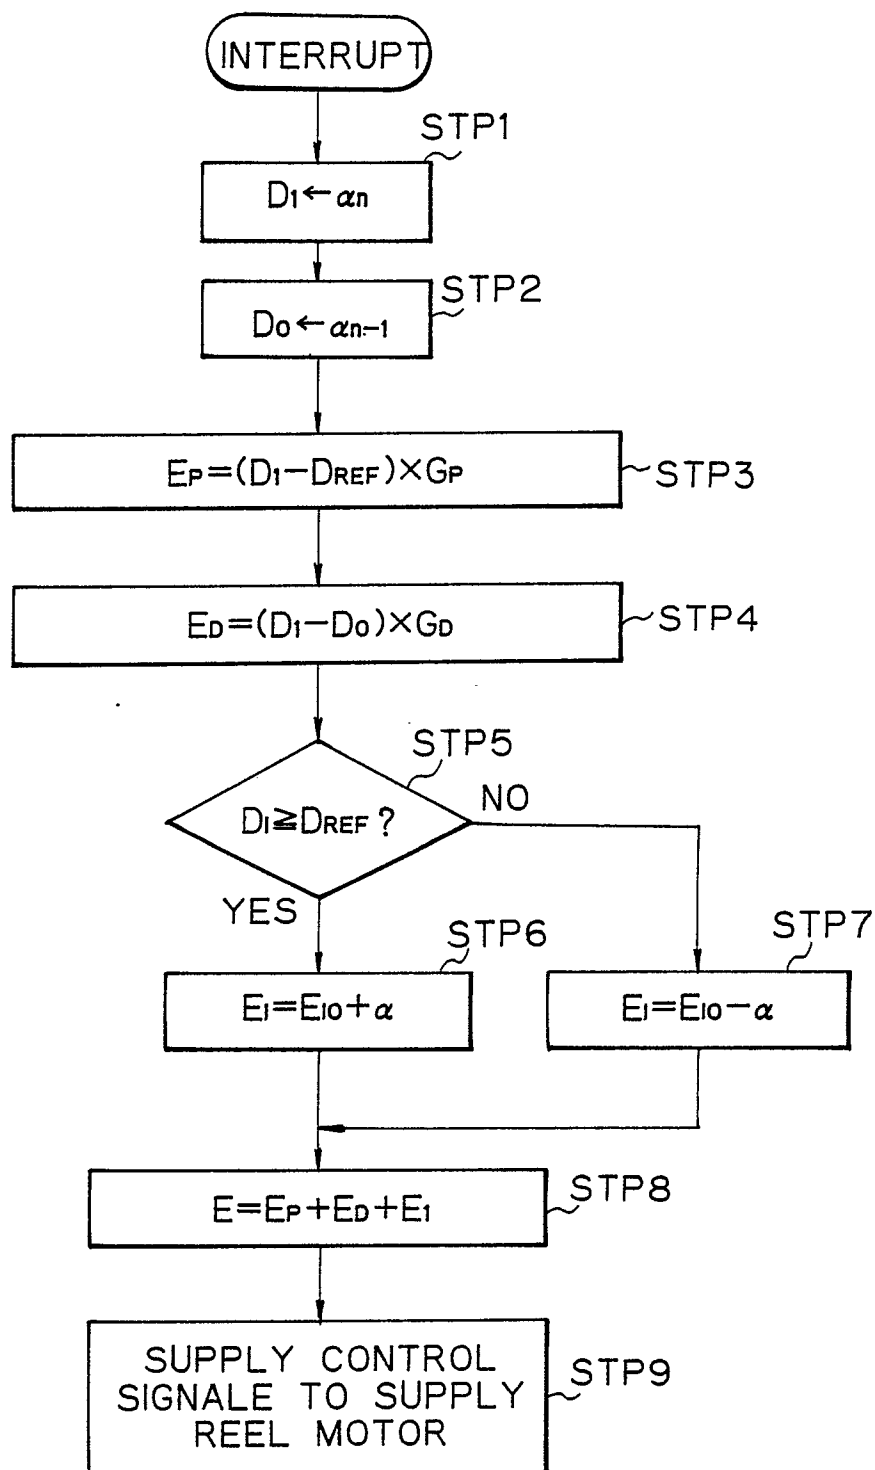 INTERRUPT
STP1
D1←αn
STP2
D0←αn-1
EP=(D1-DREF)×GP
STP3
ED=(D1-D0)×GD
STP4
STP5
D1≧DREF?
NO
YES
STP6
STP7
EI=EI0+α
EI=EI0-α
E=EP+ED+E1
STP8
SUPPLY CONTROL
SIGNALE TO SUPPLY
REEL MOTOR
STP9